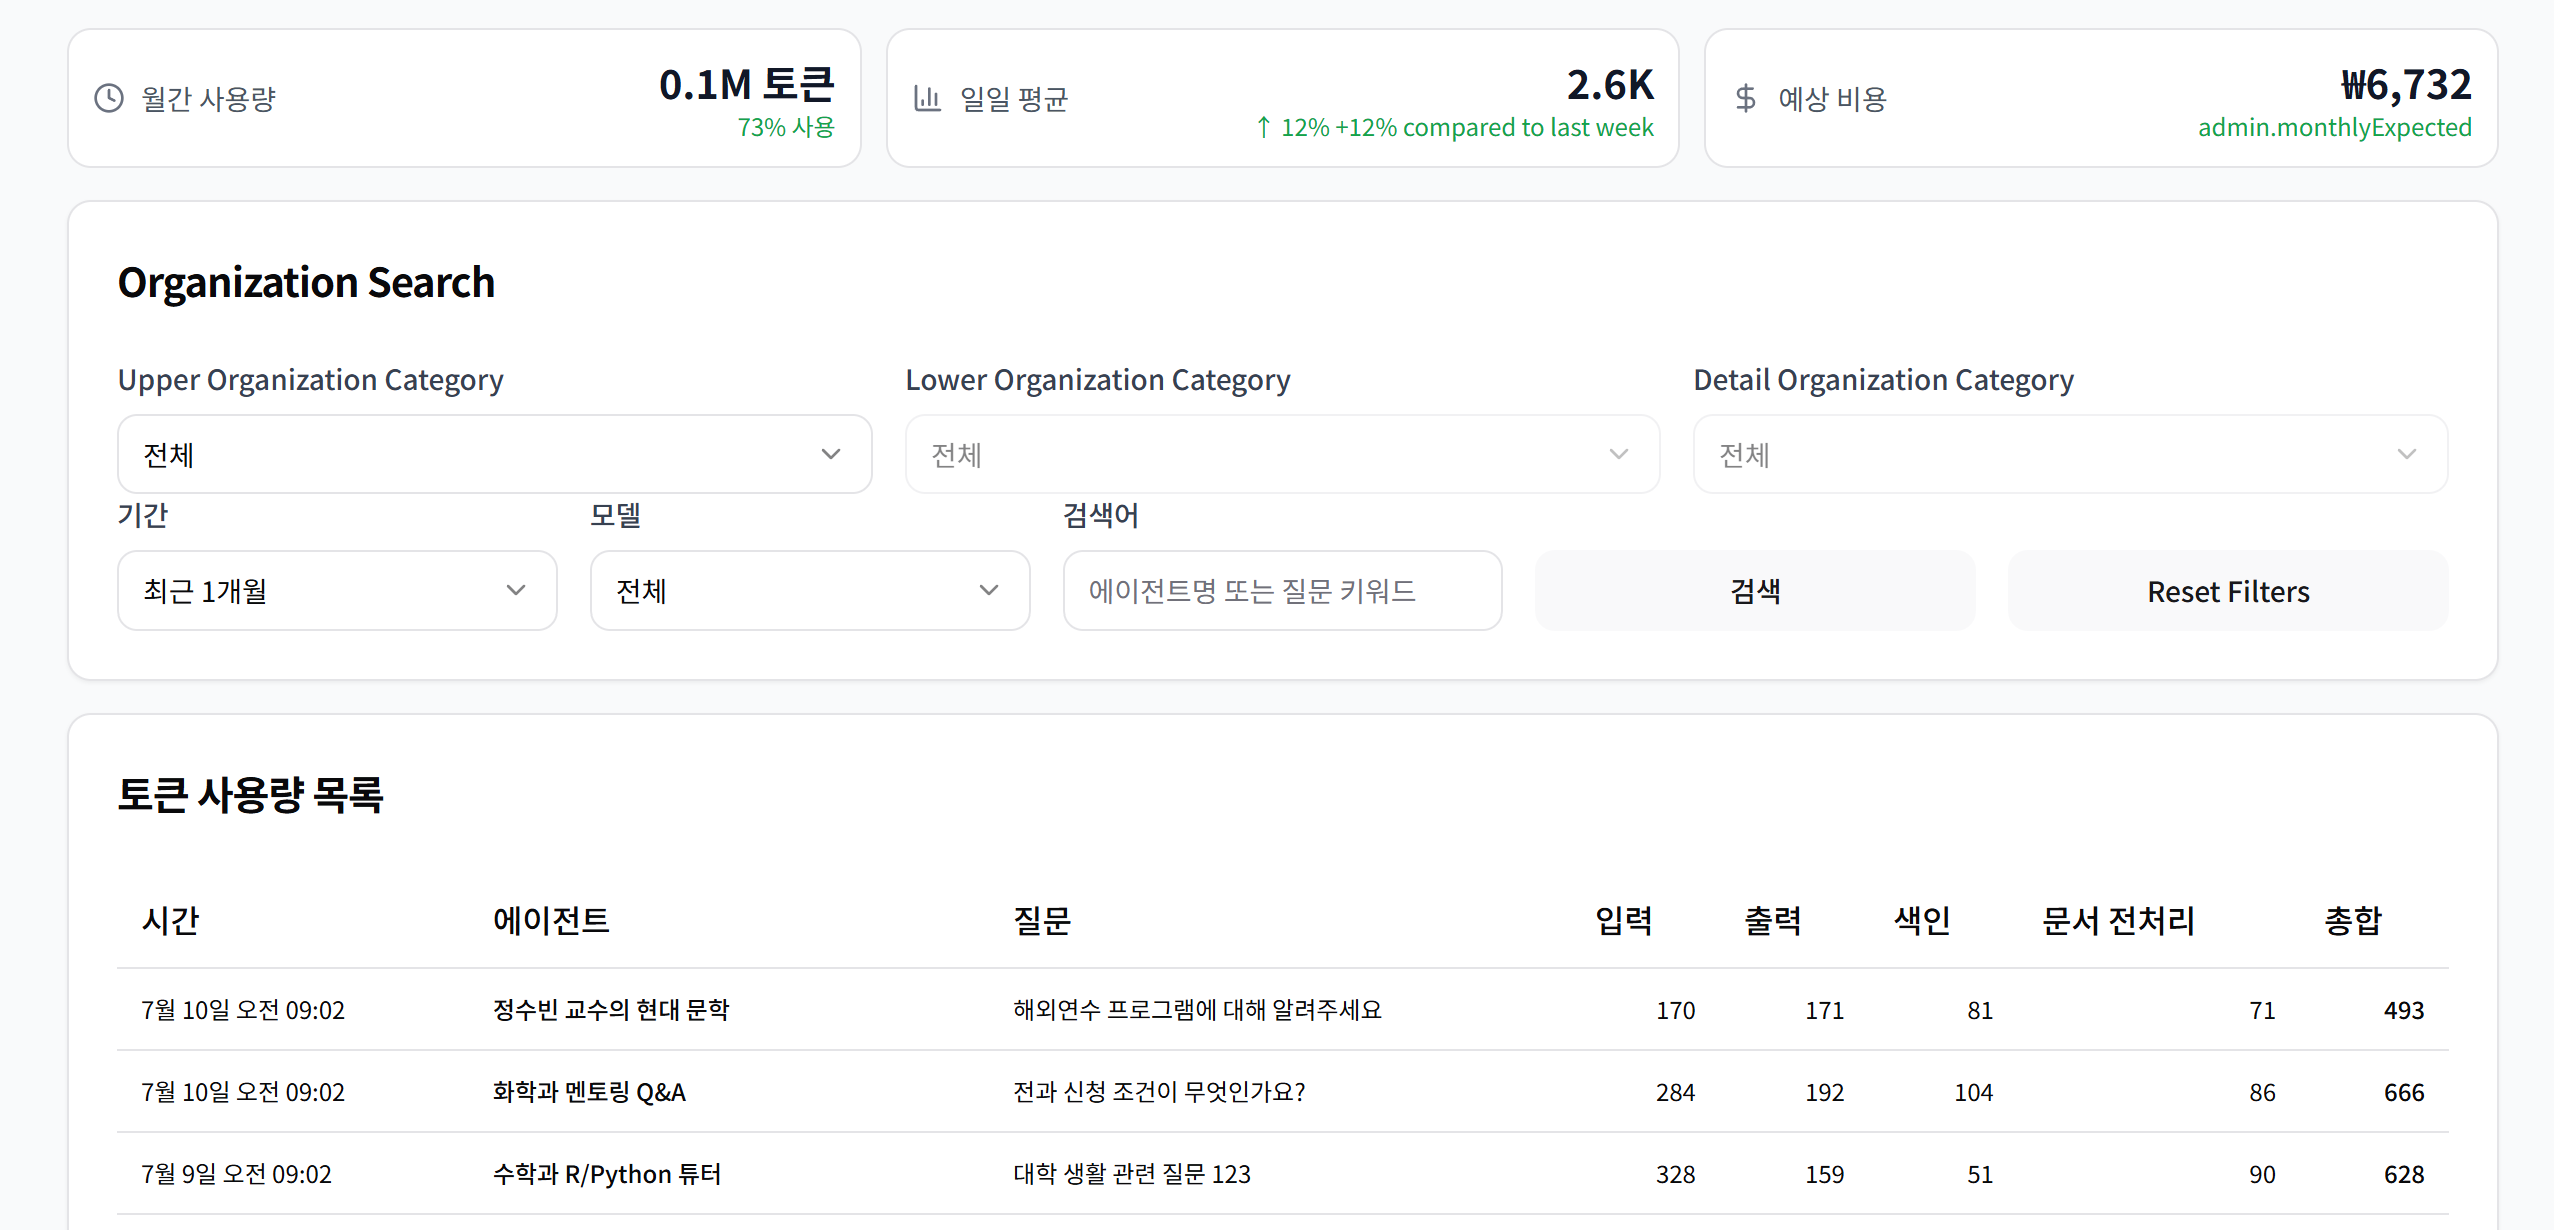 월간 사용량
0.1M 토큰
73% 사용
일일 평균
2.6K
↑ 12% +12% compared to last week
예상 비용
₩6,732
admin.monthlyExpected
Organization Search
Upper Organization Category
Lower Organization Category
Detail Organization Category
전체
전체
전체
기간
모델
검색어
최근 1개월
전체
에이전트명 또는 질문 키워드
검색
Reset Filters
토큰 사용량 목록
시간 에이전트 질문 입력 출력 색인 문서 전처리 총합
7월 10일 오전 09:02 정수빈 교수의 현대 문학 해외연수 프로그램에 대해 알려주세요 170 171 81 71 493
7월 10일 오전 09:02 화학과 멘토링 Q&A 전과 신청 조건이 무엇인가요? 284 192 104 86 666
7월 9일 오전 09:02 수학과 R/Python 튜터 대학 생활 관련 질문 123 328 159 51 90 628